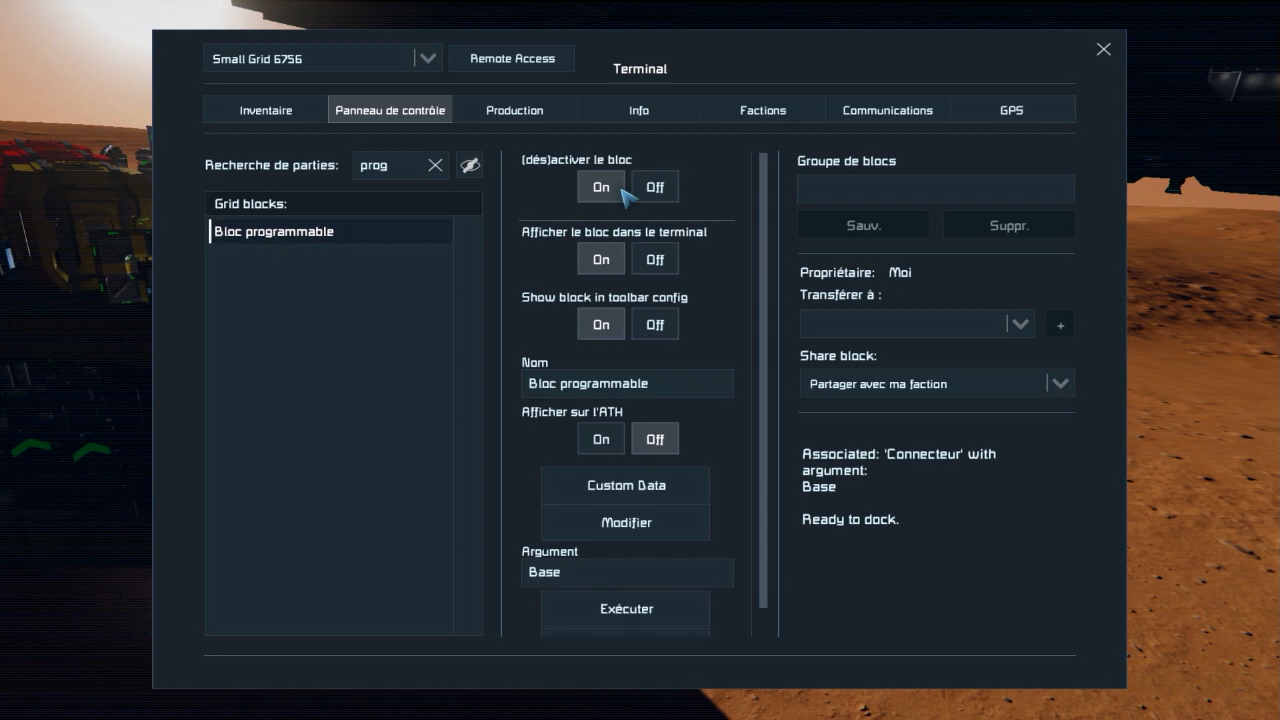 Small Grid 6756
Remote Access
Terminal
Inventaire
Panneau de contrôle
Production
Info
Factions
Communications
GPS
Recherche de parties:
prog
Grid blocks:
Bloc programmable
(dés)activer le bloc
On
Off
Afficher le bloc dans le terminal
On
Off
Show block in toolbar config
On
Off
Nom
Bloc programmable
Afficher sur l'ATH
On
Off
Custom Data
Modifier
Argument
Base
Exécuter
Groupe de blocs
Sauv.
Suppr.
Propriétaire: Moi
Transférer à :
+
Share block:
Partager avec ma faction
Associated: 'Connecteur' with
argument:
Base
Ready to dock.